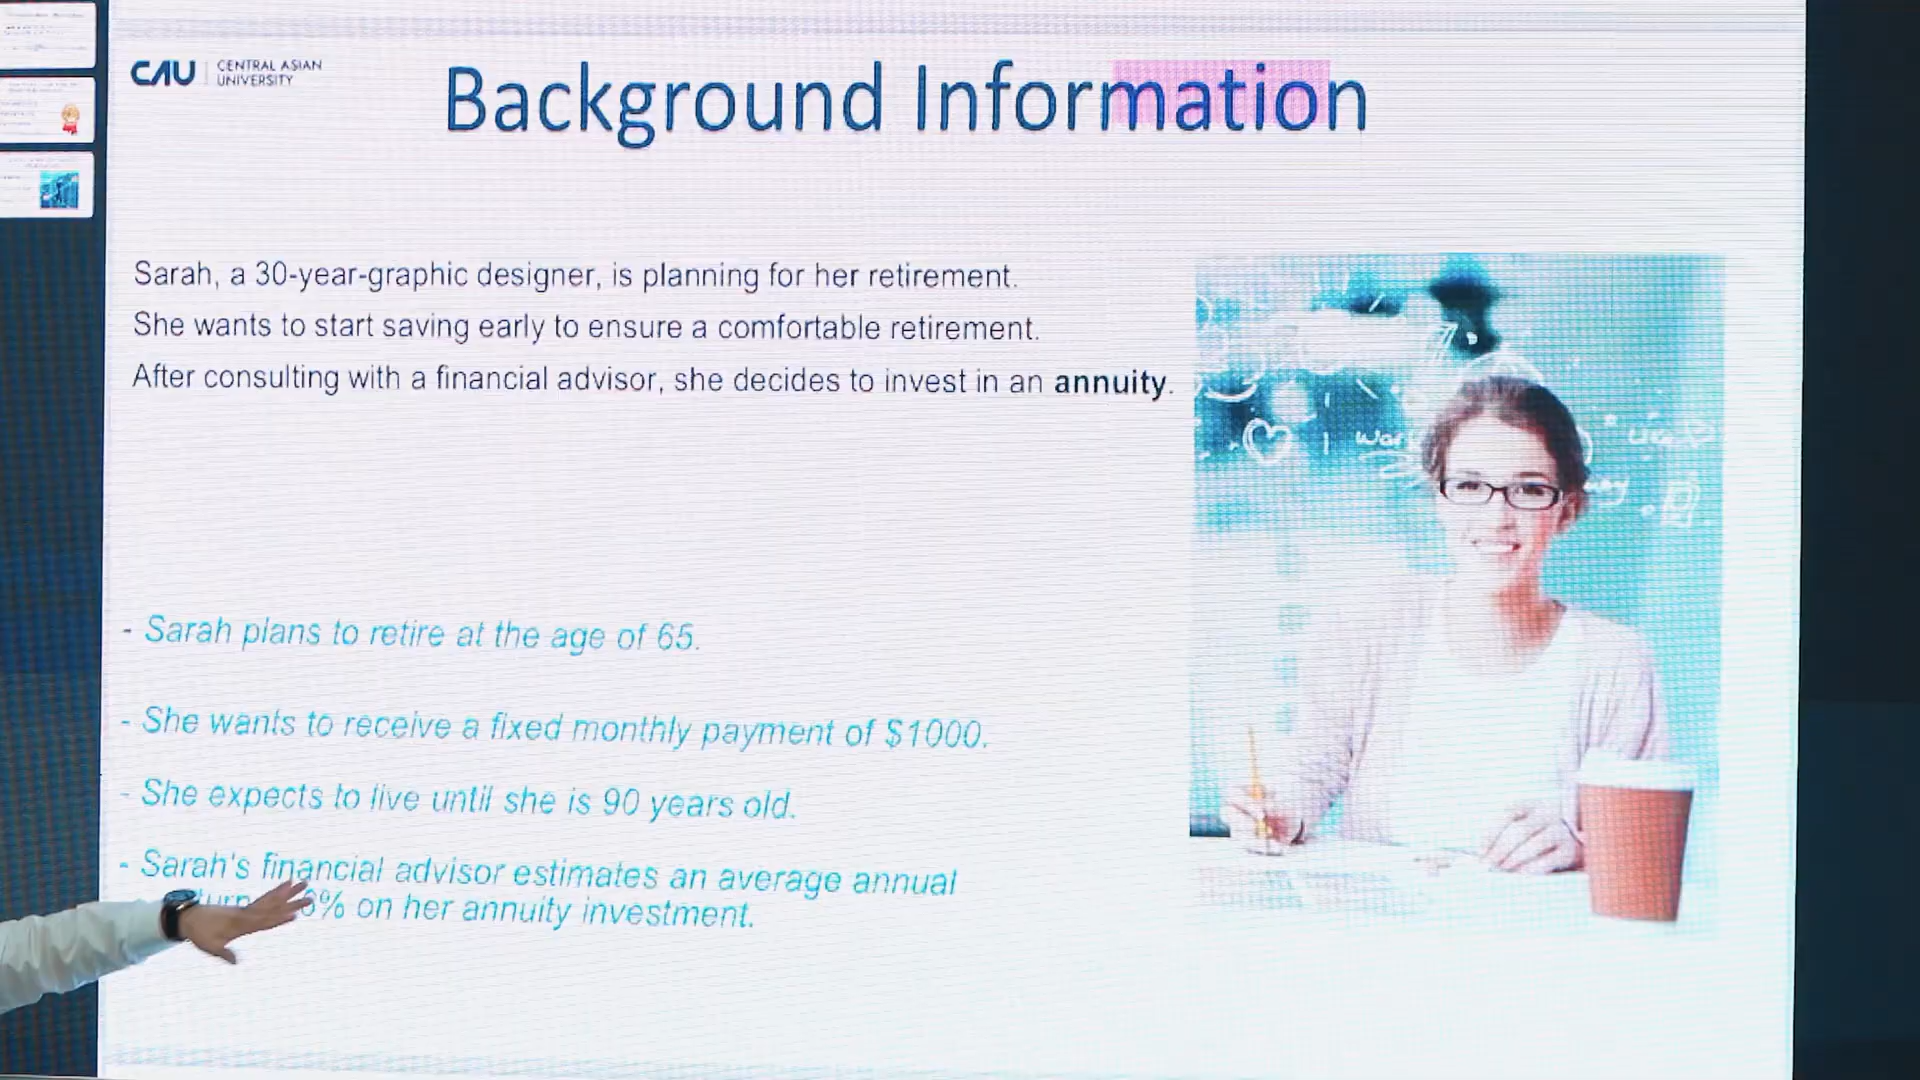 CAU CENTRAL ASIAN
UNIVERSITY
Background Information
Sarah, a 30-year-graphic designer, is planning for her retirement.
She wants to start saving early to ensure a comfortable retirement.
After consulting with a financial advisor, she decides to invest in an annuity.
- Sarah plans to retire at the age of 65.
- She wants to receive a fixed monthly payment of $1000.
- She expects to live until she is 90 years old.
- Sarah's financial advisor estimates an average annual
6% on her annuity investment.